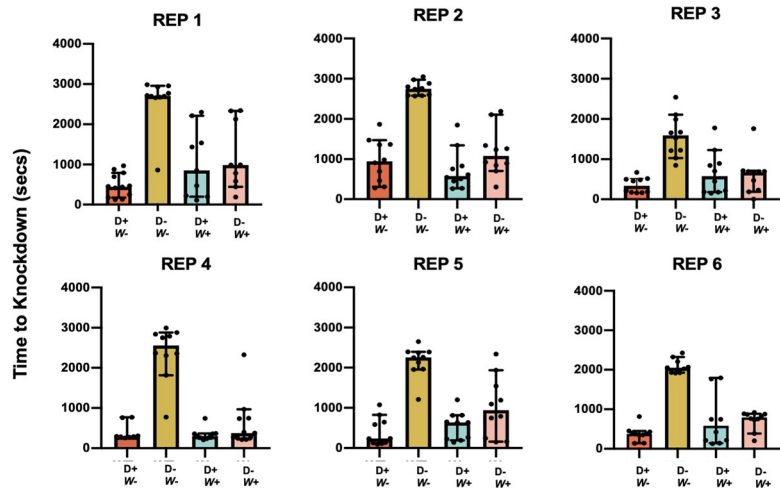 REP 1
REP 2
REP 3
Time to Knockdown (secs)
4000
3000
2000
1000
0
D+ D- D+ D-
W- W- W+ W+
4000
3000
2000
1000
0
D+ D- D+ D-
W- W- W+ W+
4000
3000
2000
1000
0
D+ D- D+ D-
W- W- W+ W+
REP 4
REP 5
REP 6
4000
3000
2000
1000
0
D+ D- D+ D-
W- W- W+ W+
4000
3000
2000
1000
0
D+ D- D+ D-
W- W- W+ W+
4000
3000
2000
1000
0
D+ D- D+ D-
W- W- W+ W+